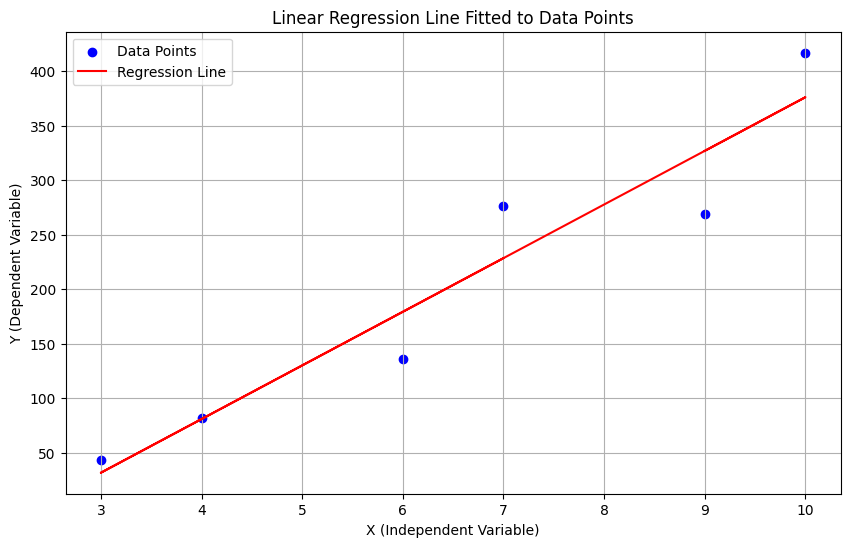 Linear Regression Line Fitted to Data Points
Data Points
Regression Line
Y (Dependent Variable)
400
350
300
250
200
150
100
50
3 4 5 6 7 8 9 10
X (Independent Variable)